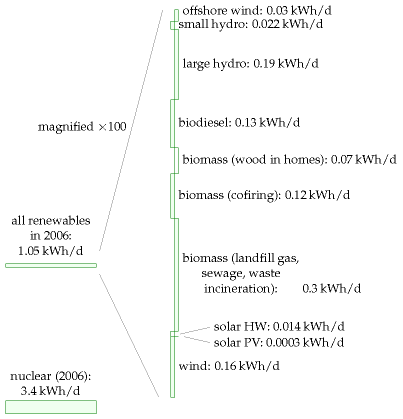 offshore wind: 0.03 kWh/d
small hydro: 0.022 kWh/d
large hydro: 0.19 kWh/d
magnified ×100
biodiesel: 0.13 kWh/d
biomass (wood in homes): 0.07 kWh/d
biomass (cofiring): 0.12 kWh/d
all renewables
in 2006:
1.05 kWh/d
biomass (landfill gas,
sewage, waste
incineration): 0.3 kWh/d
solar HW: 0.014 kWh/d
solar PV: 0.0003 kWh/d
wind: 0.16 kWh/d
nuclear (2006):
3.4 kWh/d